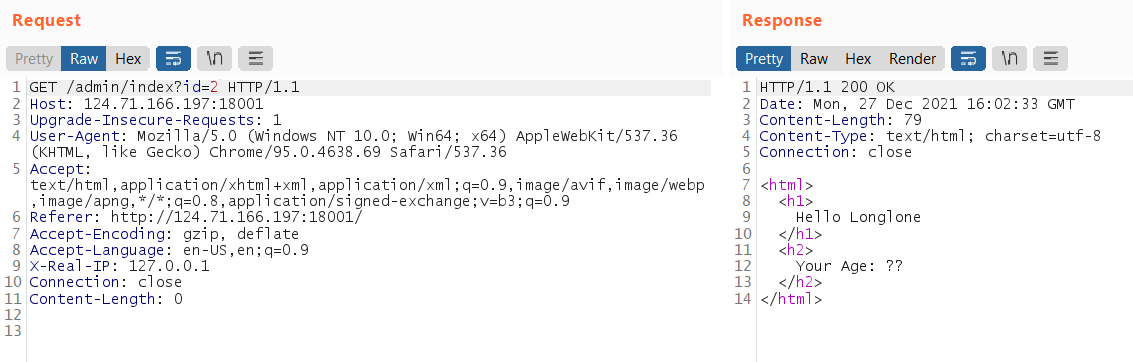 Request
Pretty Raw Hex \n
1 GET /admin/index?id=2 HTTP/1.1
2 Host: 124.71.166.197:18001
3 Upgrade-Insecure-Requests: 1
4 User-Agent: Mozilla/5.0 (Windows NT 10.0; Win64; x64) AppleWebKit/537.36
(KHTML, like Gecko) Chrome/95.0.4638.69 Safari/537.36
5 Accept:
text/html,application/xhtml+xml,application/xml;q=0.9,image/avif,image/webp
,image/apng,*/*;q=0.8,application/signed-exchange;v=b3;q=0.9
6 Referer: http://124.71.166.197:18001/
7 Accept-Encoding: gzip, deflate
8 Accept-Language: en-US,en;q=0.9
9 X-Real-IP: 127.0.0.1
10 Connection: close
11 Content-Length: 0
12
13
Response
Pretty Raw Hex Render \n
1 HTTP/1.1 200 OK
2 Date: Mon, 27 Dec 2021 16:02:33 GMT
3 Content-Length: 79
4 Content-Type: text/html; charset=utf-8
5 Connection: close
6
7 <html>
8 <h1>
9 Hello Longlone
10 </h1>
11 <h2>
12 Your Age: ??
13 </h2>
14 </html>